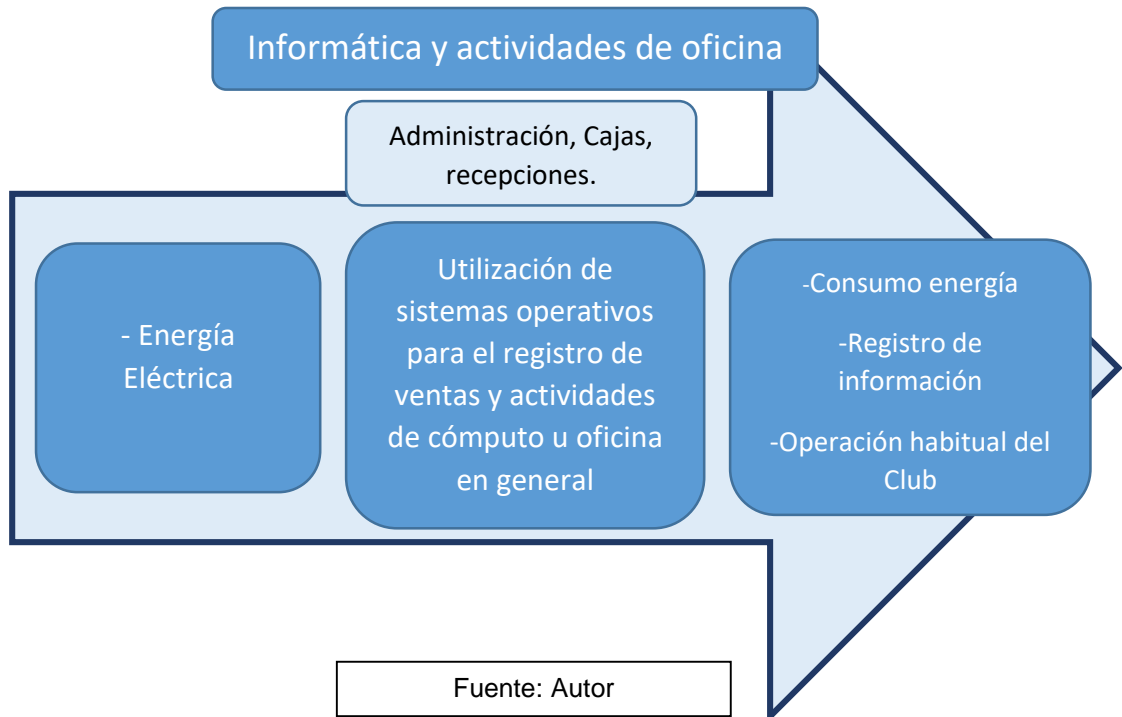 Informática y actividades de oficina
Administración, Cajas,
recepciones.
- Energía
Eléctrica
Utilización de
sistemas operativos
para el registro de
ventas y actividades
de cómputo u oficina
en general
-Consumo energía
-Registro de
información
-Operación habitual del
Club
Fuente: Autor